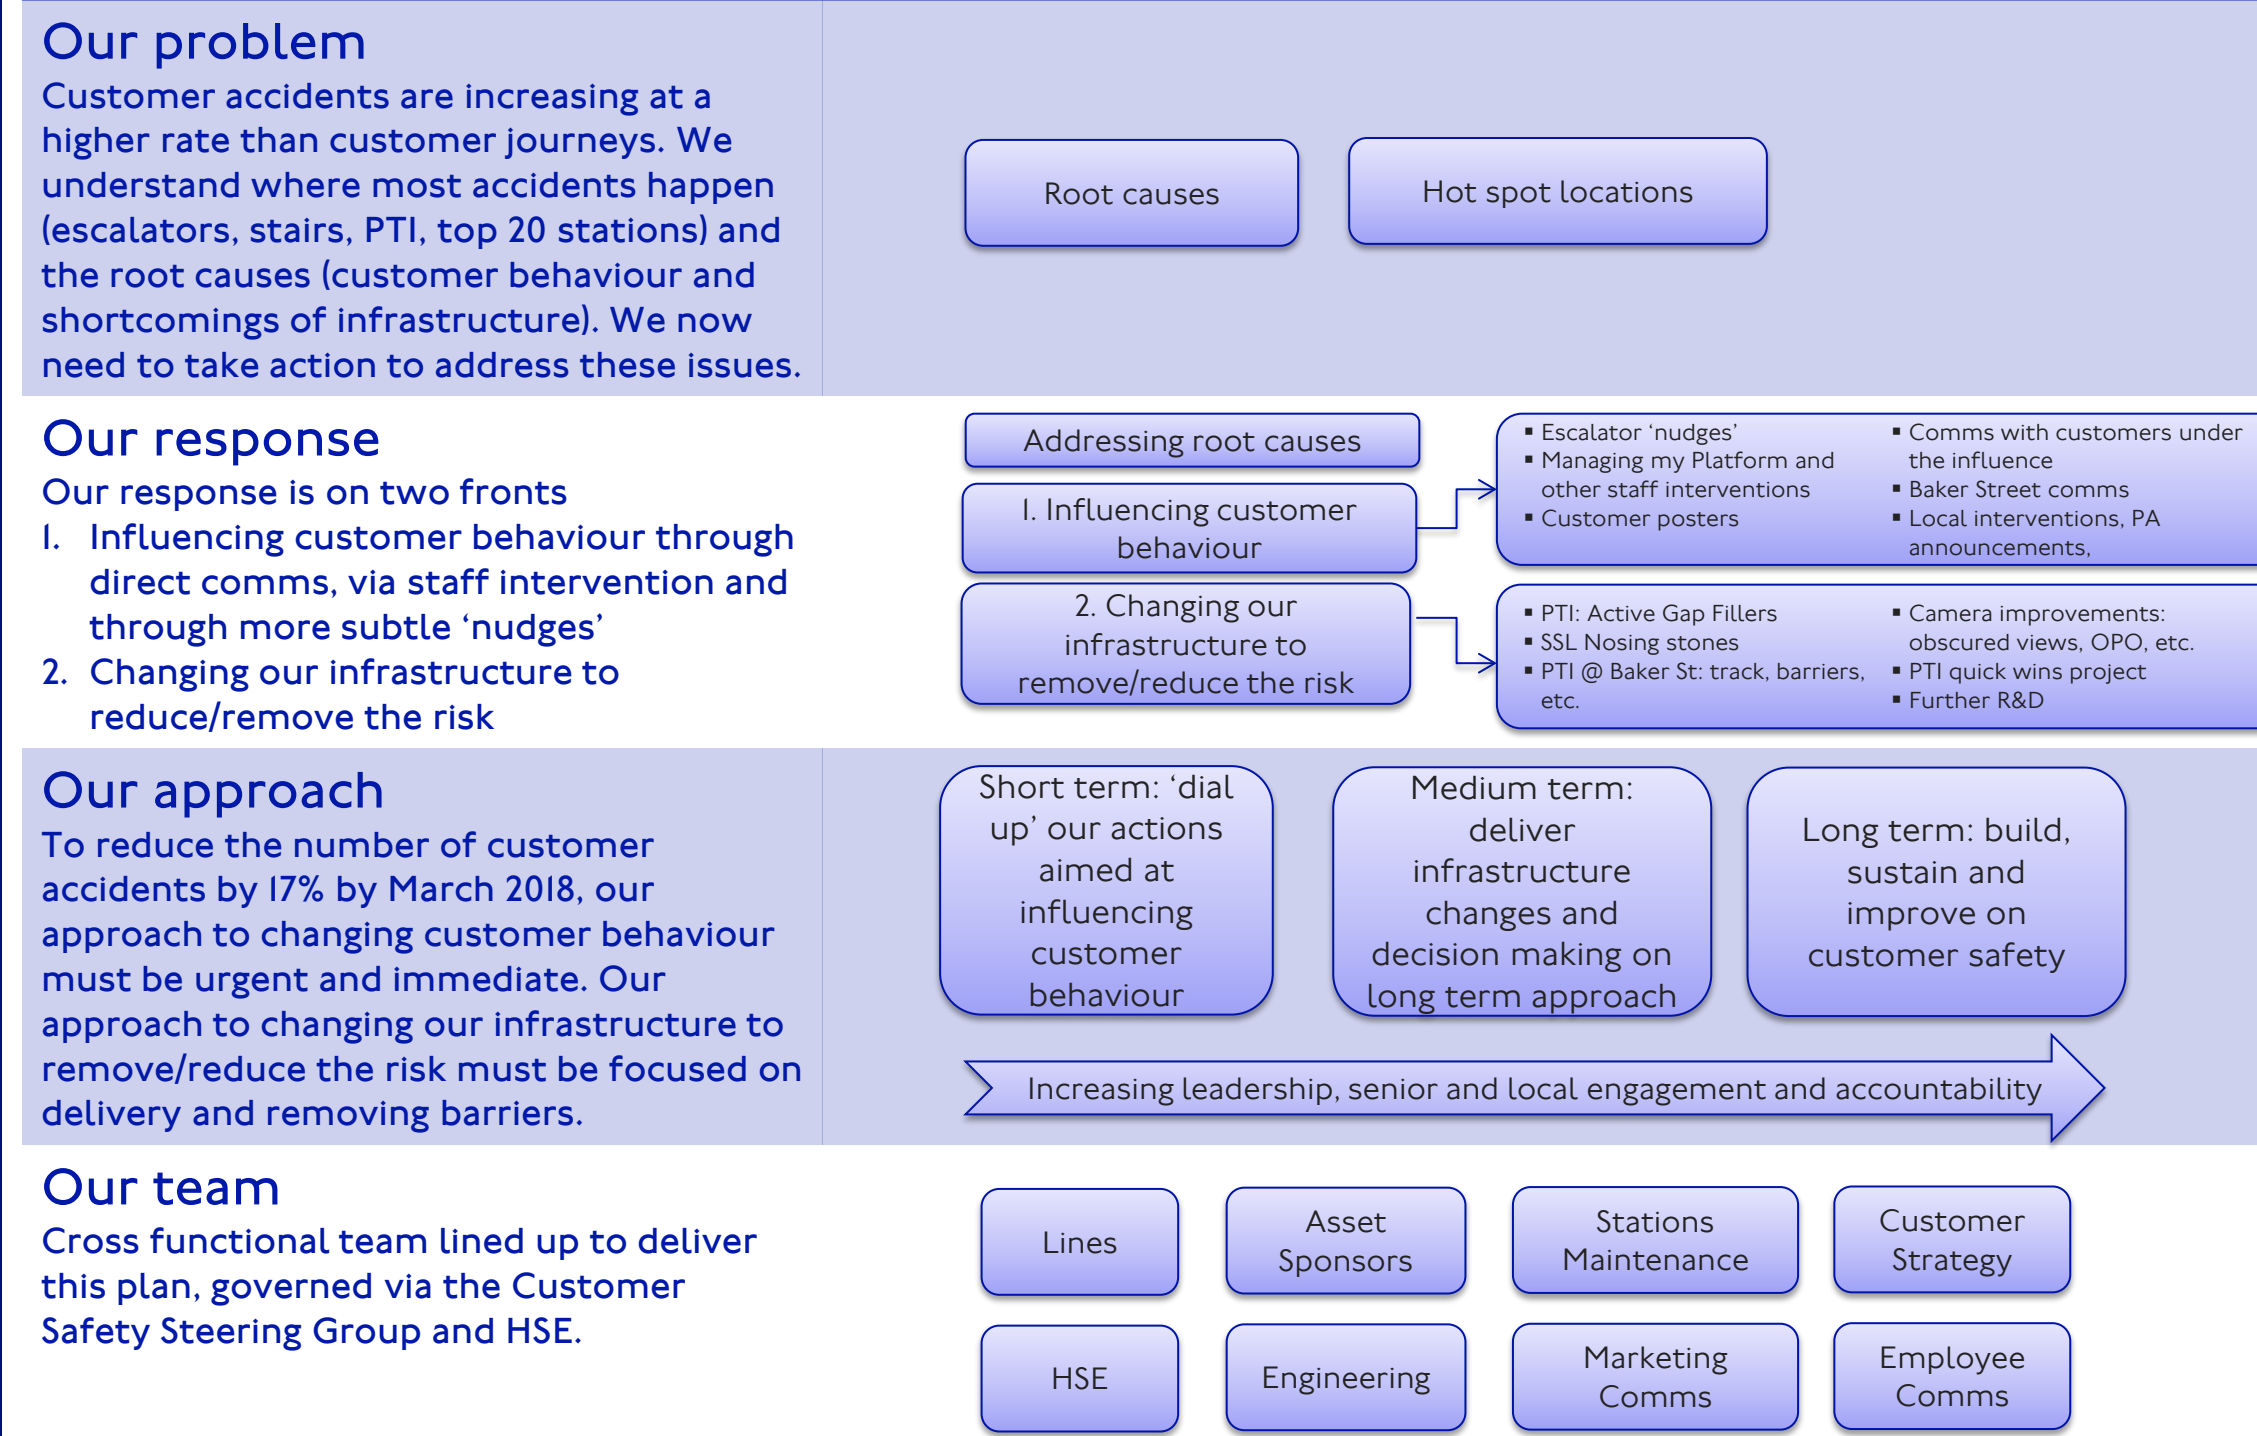 Our problem
Customer accidents are increasing at a
higher rate than customer journeys. We
understand where most accidents happen
(escalators, stairs, PTI, top 20 stations) and
the root causes (customer behaviour and
shortcomings of infrastructure). We now
need to take action to address these issues.
Root causes
Hot spot locations
Our response
Our response is on two fronts
1. Influencing customer behaviour through
direct comms, via staff intervention and
through more subtle ‘nudges’
2. Changing our infrastructure to
reduce/remove the risk
Addressing root causes
1. Influencing customer
behaviour
▪ Escalator ‘nudges’
▪ Managing my Platform and
other staff interventions
▪ Customer posters
▪ Comms with customers under
the influence
▪ Baker Street comms
▪ Local interventions, PA
announcements,
2. Changing our
infrastructure to
remove/reduce the risk
▪ PTI: Active Gap Fillers
▪ SSL Nosing stones
▪ PTI @ Baker St: track, barriers,
etc.
▪ Camera improvements:
obscured views, OPO, etc.
▪ PTI quick wins project
▪ Further R&D
Our approach
To reduce the number of customer
accidents by 17% by March 2018, our
approach to changing customer behaviour
must be urgent and immediate. Our
approach to changing our infrastructure to
remove/reduce the risk must be focused on
delivery and removing barriers.
Short term: ‘dial
up’ our actions
aimed at
influencing
customer
behaviour
Medium term:
deliver
infrastructure
changes and
decision making on
long term approach
Long term: build,
sustain and
improve on
customer safety
Increasing leadership, senior and local engagement and accountability
Our team
Cross functional team lined up to deliver
this plan, governed via the Customer
Safety Steering Group and HSE.
Lines
Asset
Sponsors
Stations
Maintenance
Customer
Strategy
HSE
Engineering
Marketing
Comms
Employee
Comms